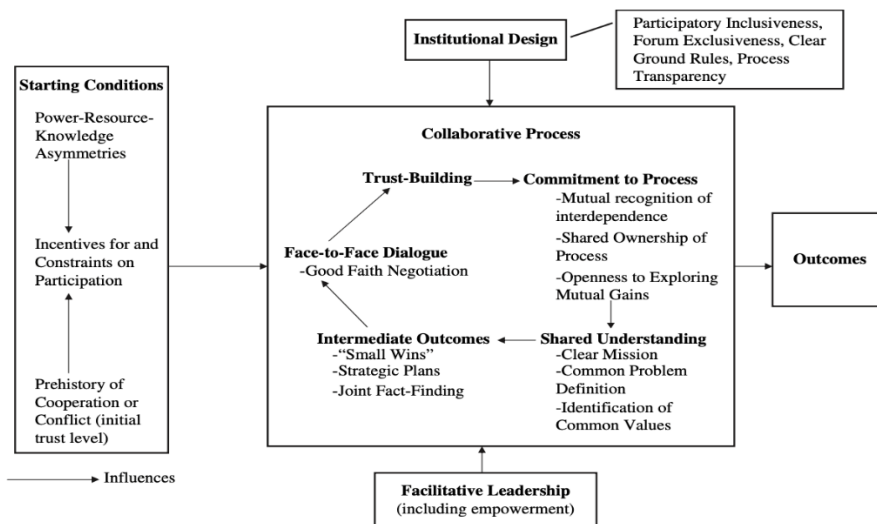 Institutional Design
Participatory Inclusiveness,
Forum Exclusiveness, Clear
Ground Rules, Process
Transparency
Starting Conditions
Power-Resource-
Knowledge
Asymmetries
Incentives for and
Constraints on
Participation
Prehistory of
Cooperation or
Conflict (initial
trust level)
Collaborative Process
Trust-Building
Commitment to Process
-Mutual recognition of
interdependence
-Shared Ownership of
Process
-Openness to Exploring
Mutual Gains
Face-to-Face Dialogue
-Good Faith Negotiation
Intermediate Outcomes
-“Small Wins”
-Strategic Plans
-Joint Fact-Finding
Shared Understanding
-Clear Mission
-Common Problem
Definition
-Identification of
Common Values
Outcomes
Influences
Facilitative Leadership
(including empowerment)